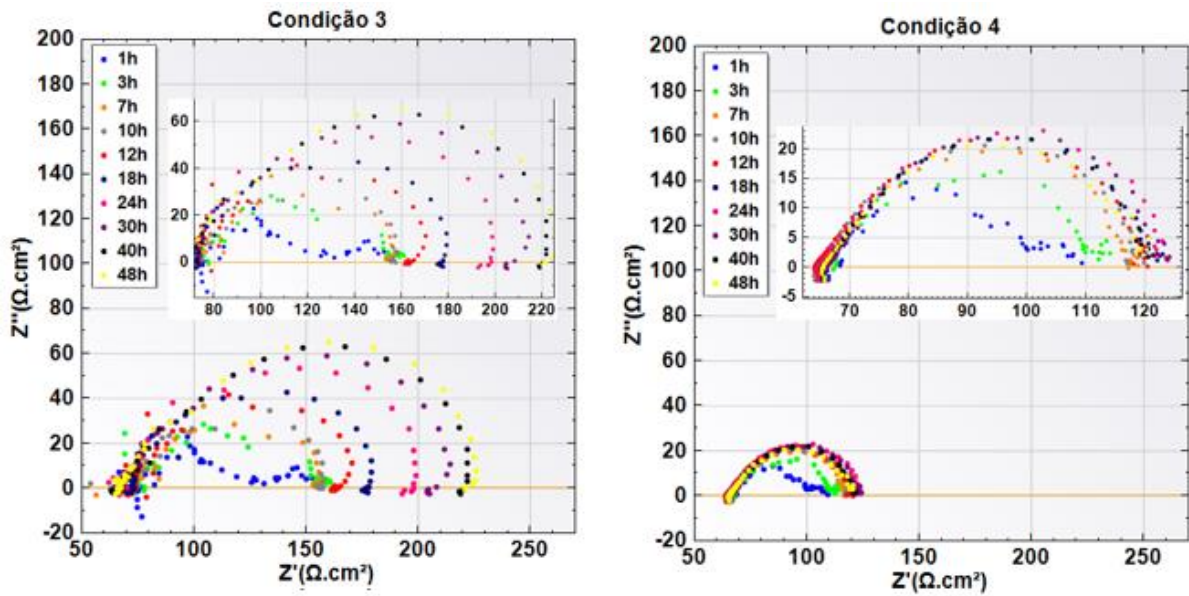 Condição 3
200
180
160
140
120
100
80
60
40
20
0
-20
Z''(Ω.cm²)
1h
3h
7h
10h
12h
18h
24h
30h
40h
48h
60
40
20
0
80 100 120 140 160 180 200 220
50 100 150 200 250
Z'(Ω.cm²)
Condição 4
200
180
160
140
120
100
80
60
40
20
0
-20
Z''(Ω.cm²)
1h
3h
7h
10h
12h
18h
24h
30h
40h
48h
20
15
10
5
0
-5
70 80 90 100 110 120
50 100 150 200 250
Z'(Ω.cm²)